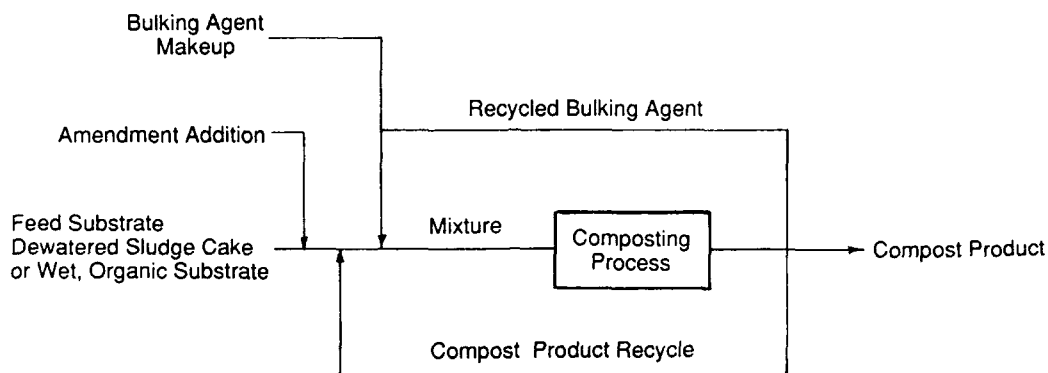 Bulking Agent
Makeup
Recycled Bulking Agent
Amendment Addition
Feed Substrate
Dewatered Sludge Cake
or Wet, Organic Substrate
Mixture
Composting
Process
Compost Product
Compost Product Recycle